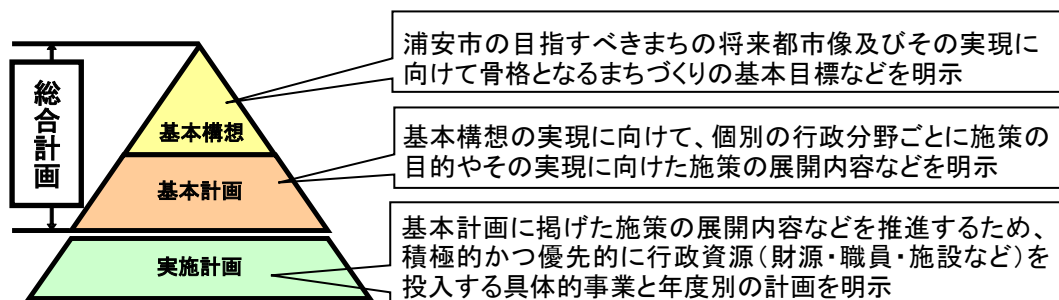 総合計画
基本構想
基本計画
実施計画
浦安市の目指すべきまちの将来都市像及びその実現に
向けて骨格となるまちづくりの基本目標などを明示
基本構想の実現に向けて、個別の行政分野ごとに施策の
目的やその実現に向けた施策の展開内容などを明示
基本計画に掲げた施策の展開内容などを推進するため、
積極的かつ優先的に行政資源（財源・職員・施設など）を
投入する具体的事業と年度別の計画を明示